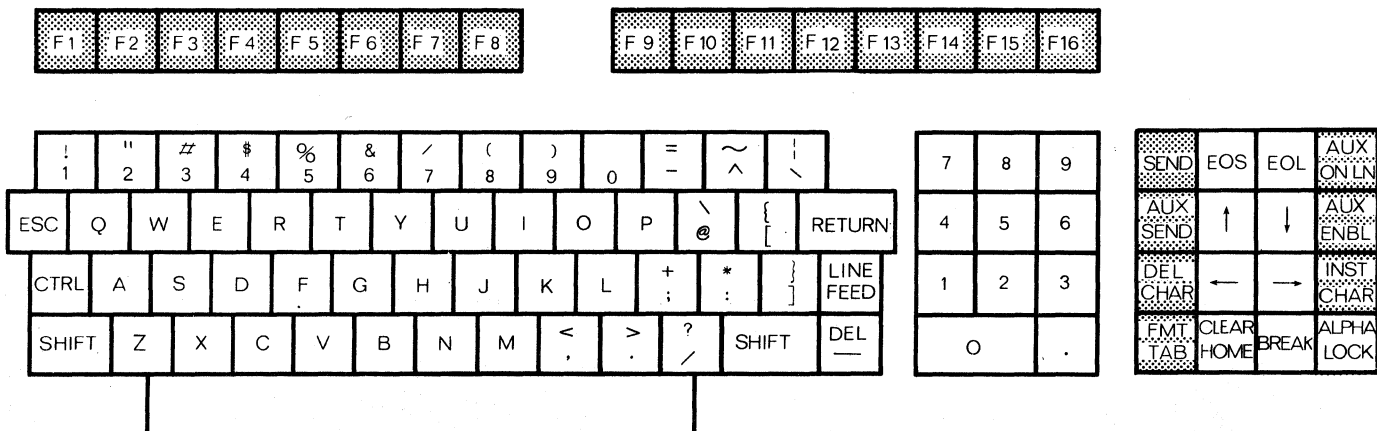 F1 F2 F3 F4 F5 F6 F7 F8 F9 F10 F11 F12 F13 F14 F15 F16
! " # $ % & / ( ) = ~ ¦
1 2 3 4 5 6 7 8 9 0 - ^ \
7 8 9
SEND EOS EOL AUX ON LN
ESC Q W E R T Y U I O P \ @ { [ RETURN
4 5 6
AUX SEND ↑ ↓ AUX ENBL
CTRL A S D F G H J K L + ; * : } ] LINE FEED
1 2 3
DEL CHAR ← → INST CHAR
SHIFT Z X C V B N M < , > . ? / SHIFT DEL —
0 .
FMT TAB CLEAR HOME BREAK ALPHA LOCK